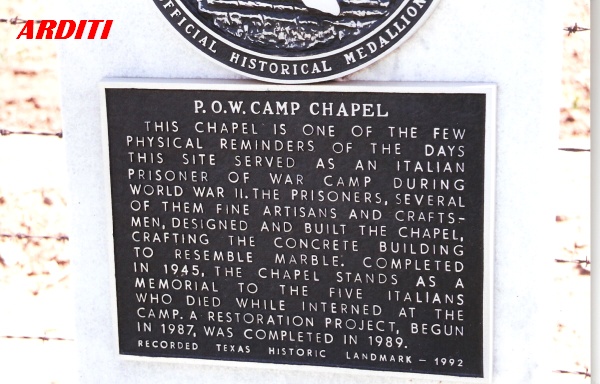 ARDITI
OFFICIAL HISTORICAL MEDALLION
P.O.W. CAMP CHAPEL
THIS CHAPEL IS ONE OF THE FEW
PHYSICAL REMINDERS OF THE DAYS
THIS SITE SERVED AS AN ITALIAN
PRISONER OF WAR CAMP DURING
WORLD WAR II. THE PRISONERS, SEVERAL
OF THEM FINE ARTISANS AND CRAFTS-
MEN, DESIGNED AND BUILT THE CHAPEL,
CRAFTING THE CONCRETE BUILDING
TO RESEMBLE MARBLE. COMPLETED
IN 1945, THE CHAPEL STANDS AS A
MEMORIAL TO THE FIVE ITALIANS
WHO DIED WHILE INTERNED AT THE
CAMP. A RESTORATION PROJECT, BEGUN
IN 1987, WAS COMPLETED IN 1989.
RECORDED TEXAS HISTORIC LANDMARK - 1992